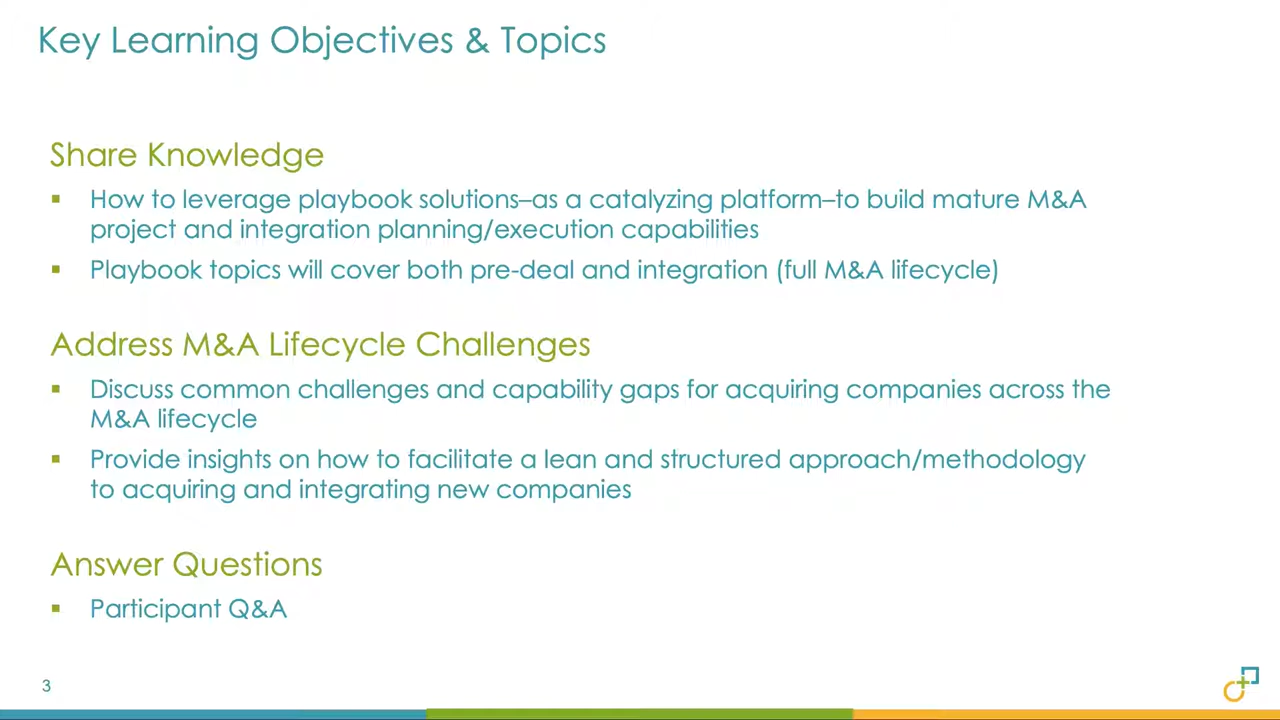 Key Learning Objectives & Topics
Share Knowledge
▪ How to leverage playbook solutions–as a catalyzing platform–to build mature M&A
project and integration planning/execution capabilities
▪ Playbook topics will cover both pre-deal and integration (full M&A lifecycle)
Address M&A Lifecycle Challenges
▪ Discuss common challenges and capability gaps for acquiring companies across the
M&A lifecycle
▪ Provide insights on how to facilitate a lean and structured approach/methodology
to acquiring and integrating new companies
Answer Questions
▪ Participant Q&A
3